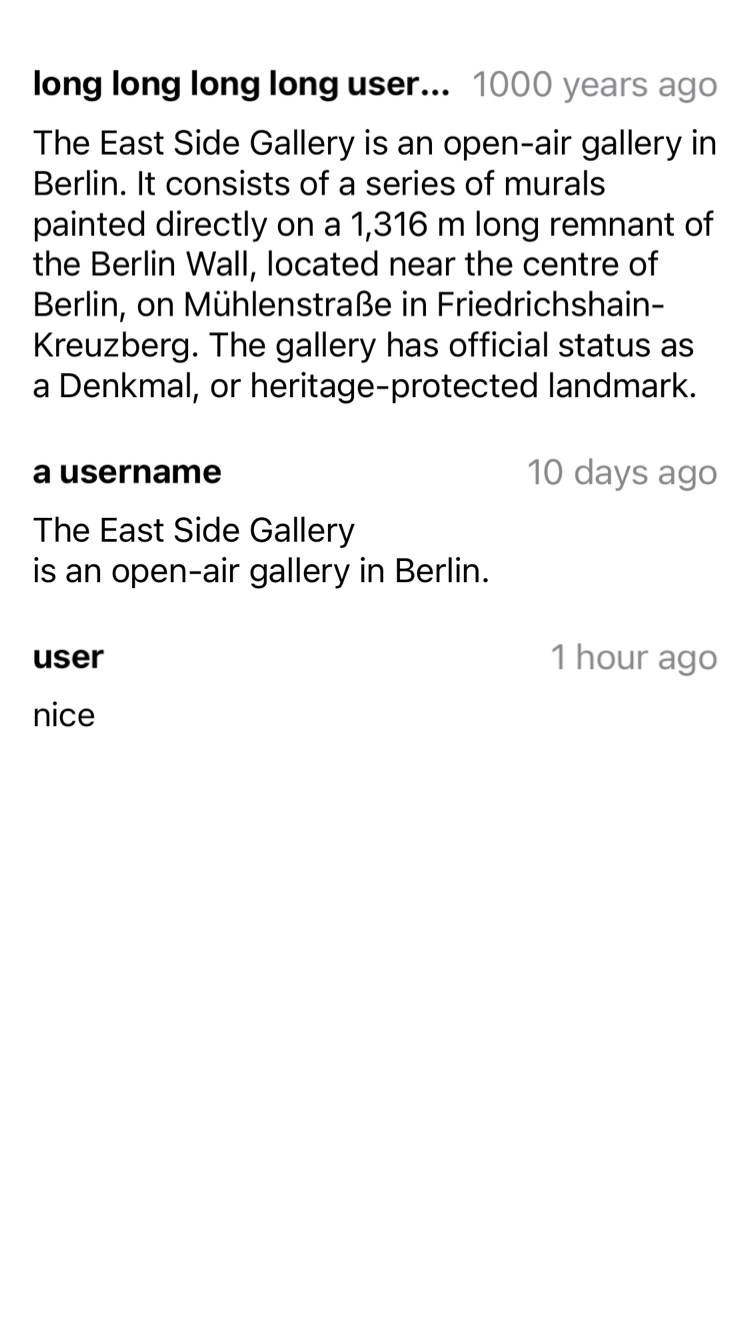 long long long long user... 1000 years ago
The East Side Gallery is an open-air gallery in
Berlin. It consists of a series of murals
painted directly on a 1,316 m long remnant of
the Berlin Wall, located near the centre of
Berlin, on Mühlenstraße in Friedrichshain-
Kreuzberg. The gallery has official status as
a Denkmal, or heritage-protected landmark.
a username 10 days ago
The East Side Gallery
is an open-air gallery in Berlin.
user 1 hour ago
nice